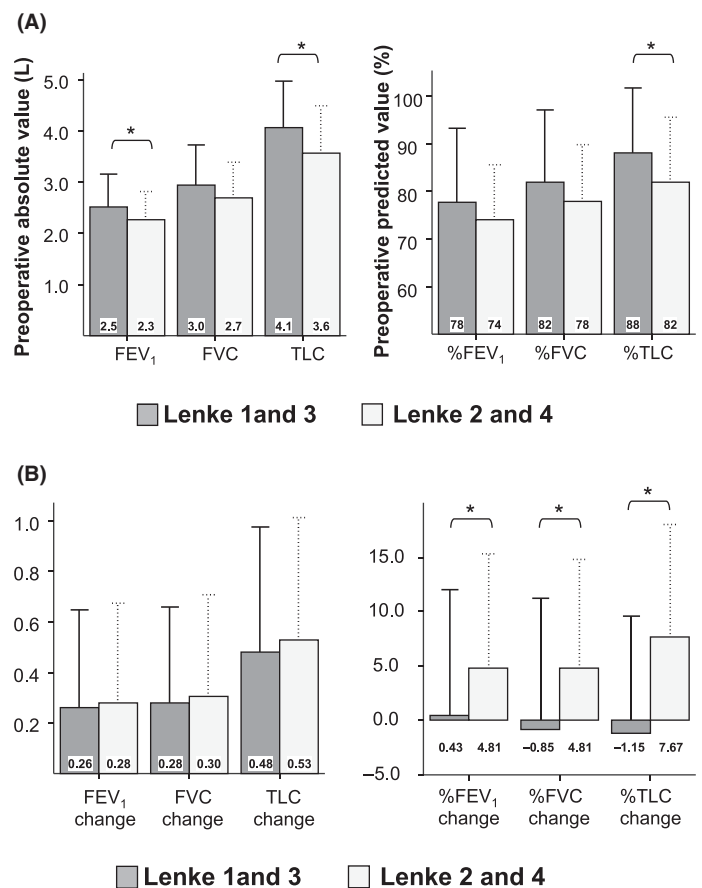 (A)
Preoperative absolute value (L)
5.0
4.0
3.0
2.0
1.0
*
*
2.5 2.3 3.0 2.7 4.1 3.6
FEV₁ FVC TLC
Preoperative predicted value (%)
100
90
80
70
60
*
78 74 82 78 88 82
%FEV₁ %FVC %TLC
Lenke 1and 3 Lenke 2 and 4
(B)
1.0
0.8
0.6
0.4
0.2
0.26 0.28 0.28 0.30 0.48 0.53
FEV₁ FVC TLC
change change change
* * *
15.0
10.0
5.0
0.0
−5.0
0.43 4.81 −0.85 4.81 −1.15 7.67
%FEV₁ %FVC %TLC
change change change
Lenke 1and 3 Lenke 2 and 4